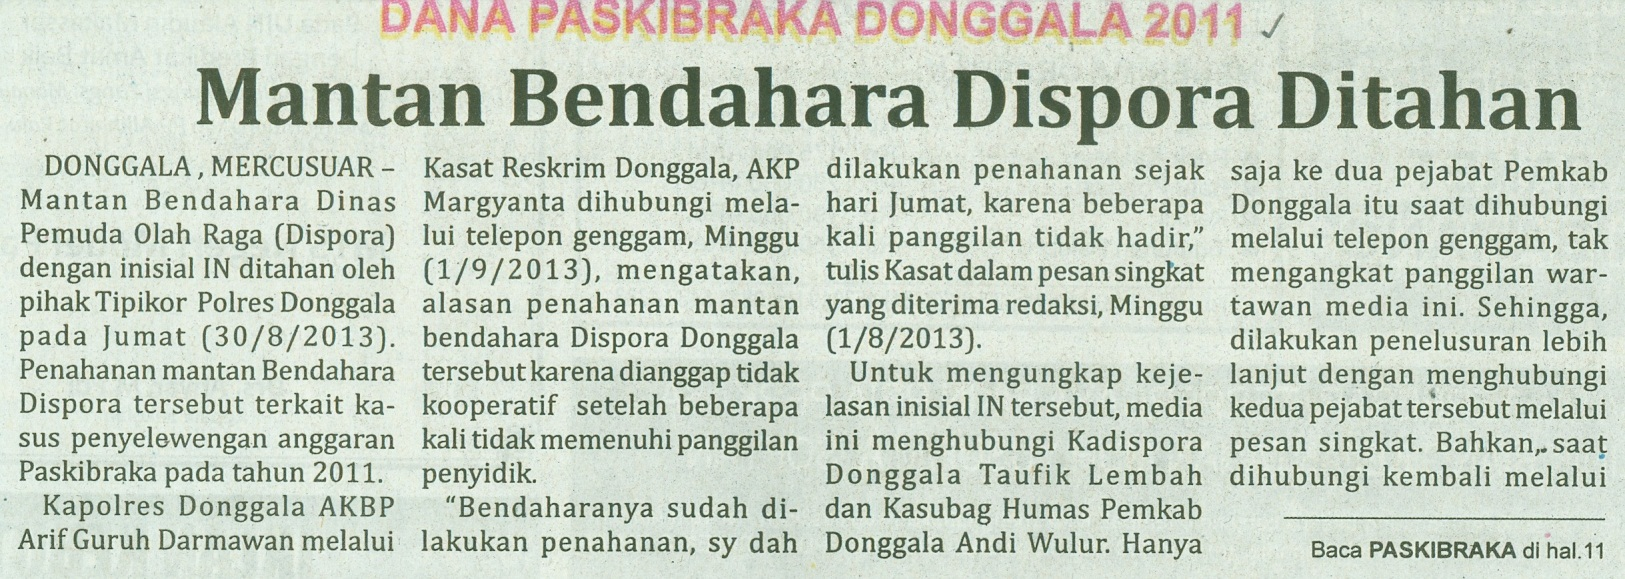 DANA PASKIBRAKA DONGGALA 2011
Mantan Bendahara Dispora Ditahan
DONGGALA , MERCUSUAR –
Mantan Bendahara Dinas
Pemuda Olah Raga (Dispora)
dengan inisial IN ditahan oleh
pihak Tipikor Polres Donggala
pada Jumat (30/8/2013).
Penahanan mantan Bendahara
Dispora tersebut terkait ka-
sus penyelewengan anggaran
Paskibraka pada tahun 2011.
Kapolres Donggala AKBP
Arif Guruh Darmawan melalui
Kasat Reskrim Donggala, AKP
Margyanta dihubungi mela-
lui telepon genggam, Minggu
(1/9/2013), mengatakan,
alasan penahanan mantan
bendahara Dispora Donggala
tersebut karena dianggap tidak
kooperatif setelah beberapa
kali tidak memenuhi panggilan
penyidik.
“Bendaharanya sudah di-
lakukan penahanan, sy dah
dilakukan penahanan sejak
hari Jumat, karena beberapa
kali panggilan tidak hadir,”
tulis Kasat dalam pesan singkat
yang diterima redaksi, Minggu
(1/8/2013).
Untuk mengungkap keje-
lasan inisial IN tersebut, media
ini menghubungi Kadispora
Donggala Taufik Lembah
dan Kasubag Humas Pemkab
Donggala Andi Wulur. Hanya
saja ke dua pejabat Pemkab
Donggala itu saat dihubungi
melalui telepon genggam, tak
mengangkat panggilan war-
tawan media ini. Sehingga,
dilakukan penelusuran lebih
lanjut dengan menghubungi
kedua pejabat tersebut melalui
pesan singkat. Bahkan, saat
dihubungi kembali melalui
Baca PASKIBRAKA di hal.11